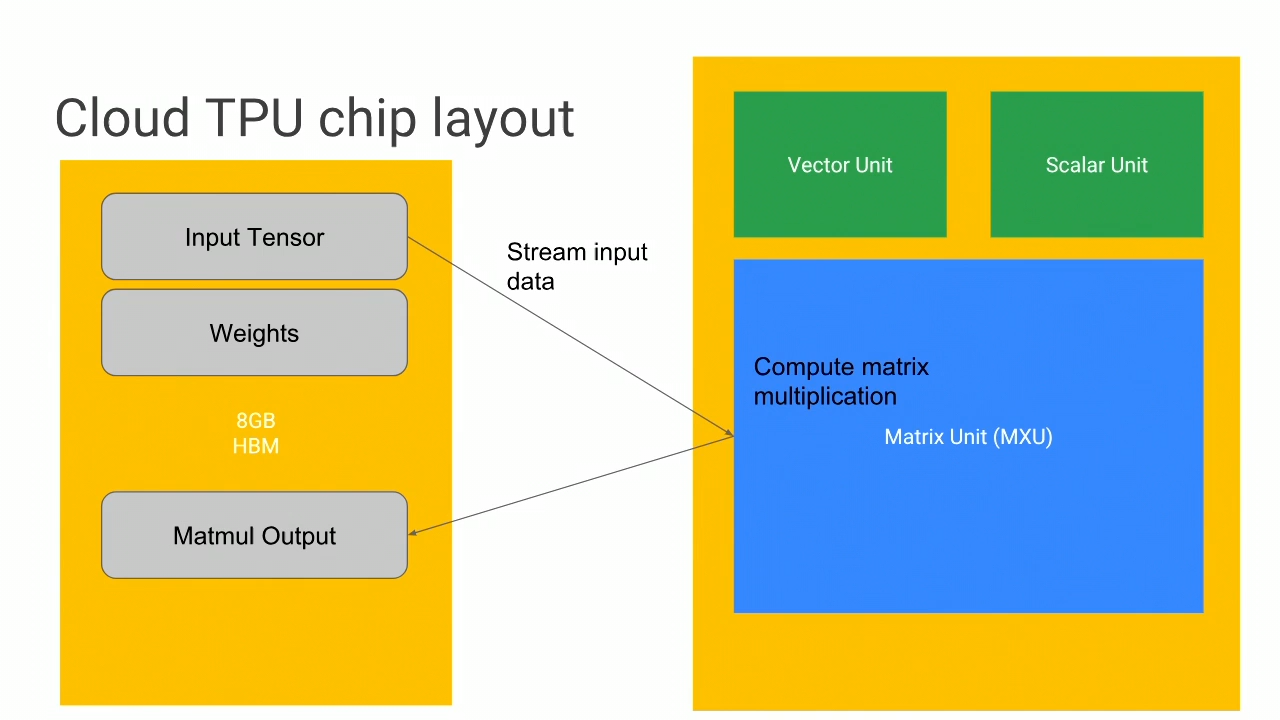 Cloud TPU chip layout
Input Tensor
Weights
8GB
HBM
Matmul Output
Stream input
data
Vector Unit
Scalar Unit
Compute matrix
multiplication
Matrix Unit (MXU)